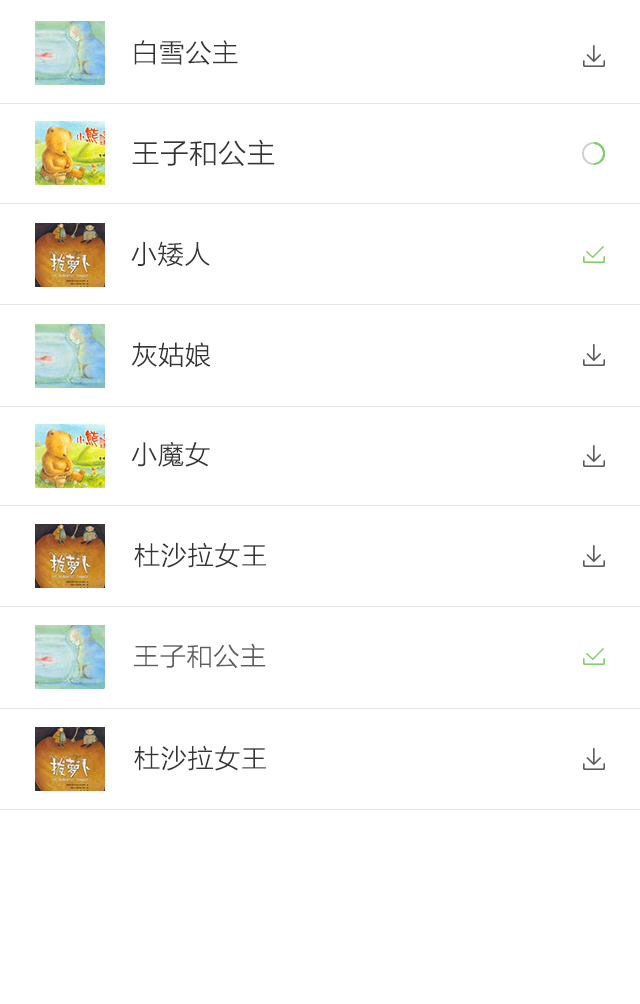 白雪公主
小熊
王子和公主
拔萝卜
小矮人
灰姑娘
小熊
小魔女
拔萝卜
杜沙拉女王
王子和公主
拔萝卜
杜沙拉女王